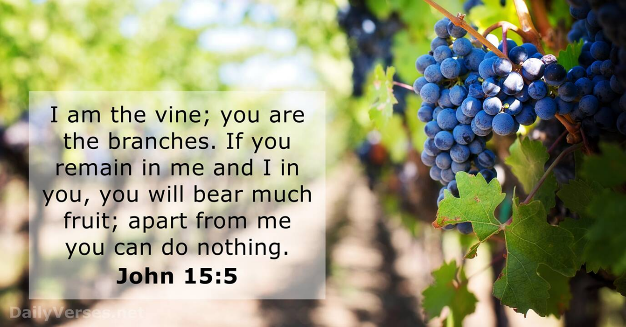 I am the vine; you are
the branches. If you
remain in me and I in
you, you will bear much
fruit; apart from me
you can do nothing.
John 15:5
DailyVerses.net